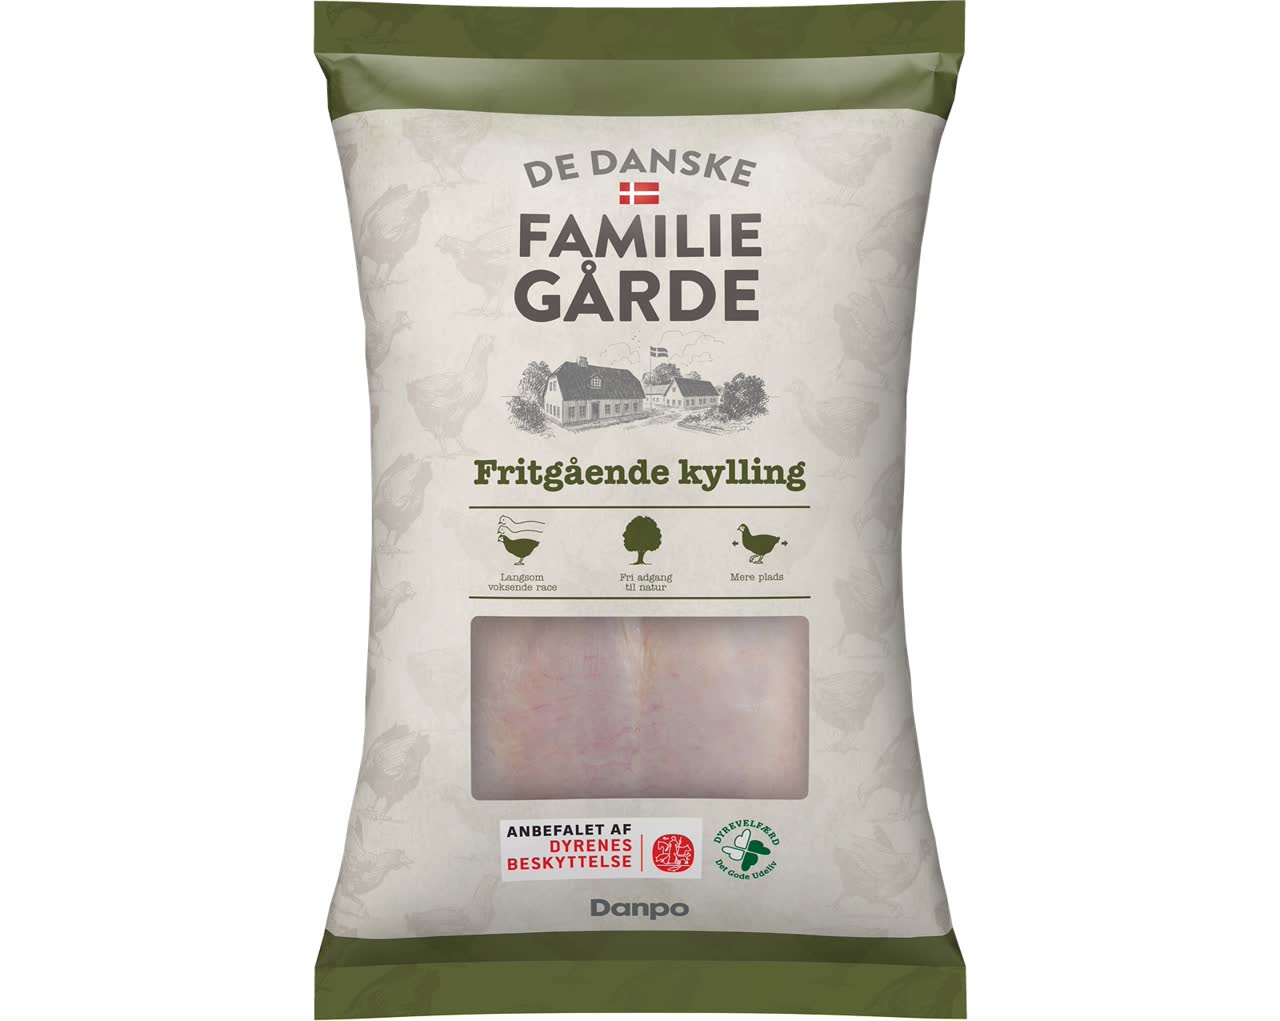 DE DANSKE
FAMILIE
GÅRDE
Fritgående kylling
Langsom
voksende race
Fri adgang
til natur
Mere plads
ANBEFALET AF
DYRENES
BESKYTTELSE
DYREVELFÆRD
Det Gode Udeliv
Danpo